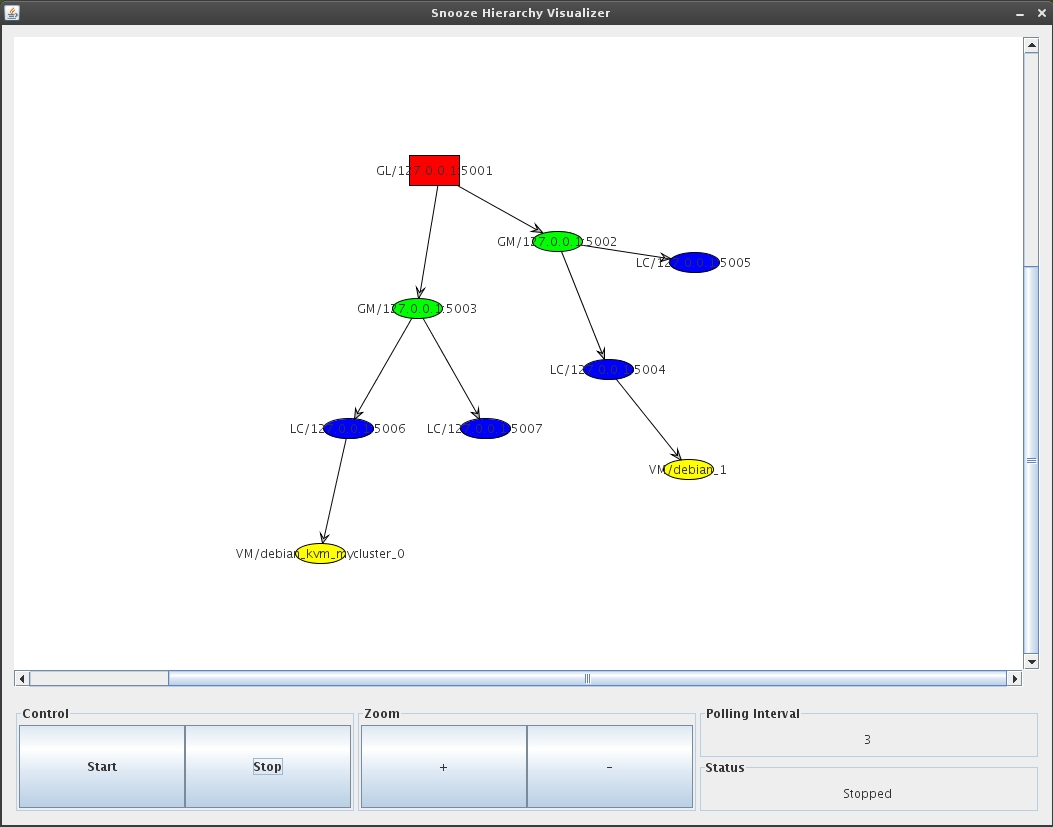 Snooze Hierarchy Visualizer
GL/127.0.0.1:5001
GM/127.0.0.1:5002
LC/127.0.0.1:5005
GM/127.0.0.1:5003
LC/127.0.0.1:5004
LC/127.0.0.1:5006
LC/127.0.0.1:5007
VM/debian_1
VM/debian_kvm_mycluster_0
Control
Start
Stop
Zoom
+
-
Polling Interval
3
Status
Stopped